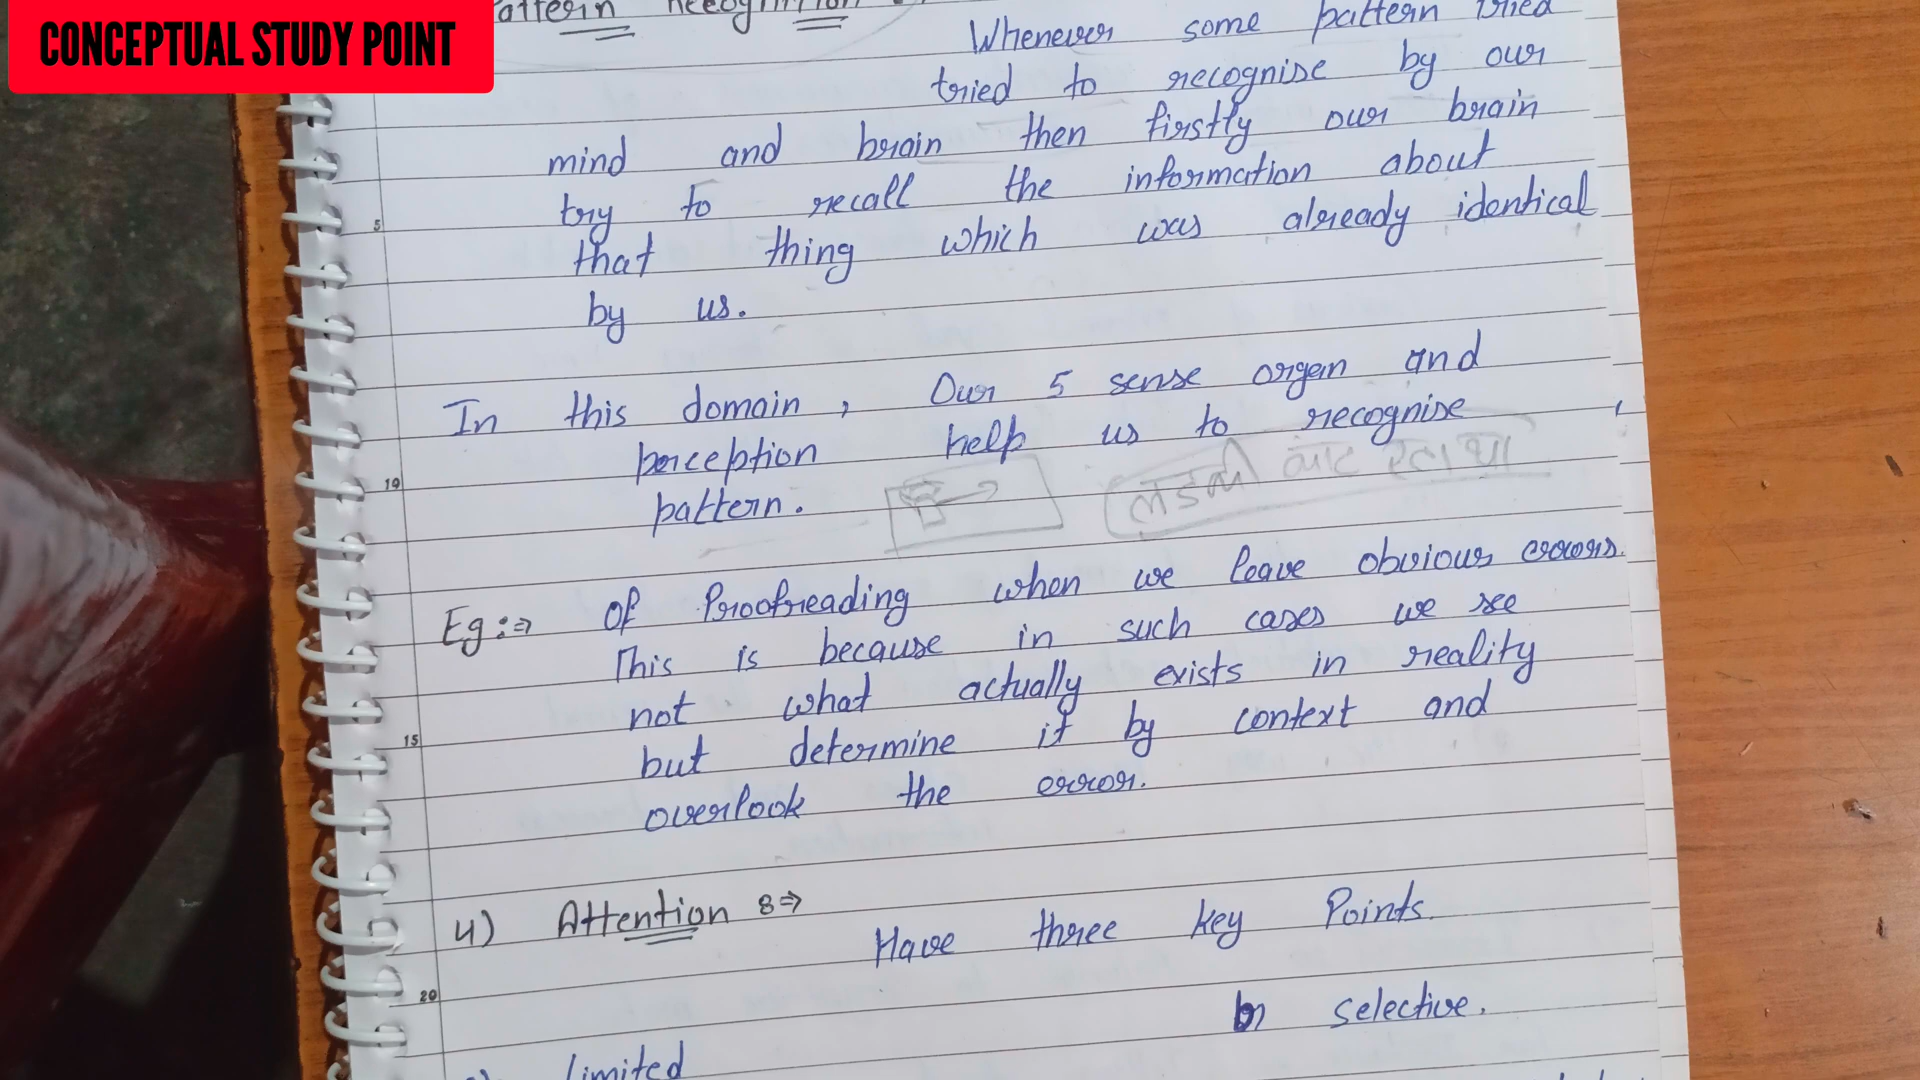 CONCEPTUAL STUDY POINT
Pattern Recognition
Whenever some pattern tried
tried to recognise by our
mind and brain then firstly our brain
try to recall the information about
that thing which was already identical
by us.
In this domain, Our 5 sense organ and
perception help us to recognise
pattern.
लडकी
Eg:⇒ Of Proofreading when we leave obvious errors.
This is because in such cases we see
not what actually exists in reality
but determine it by context and
overlook the error.
4) Attention :⇒
Have three key Points.
selective.
limited